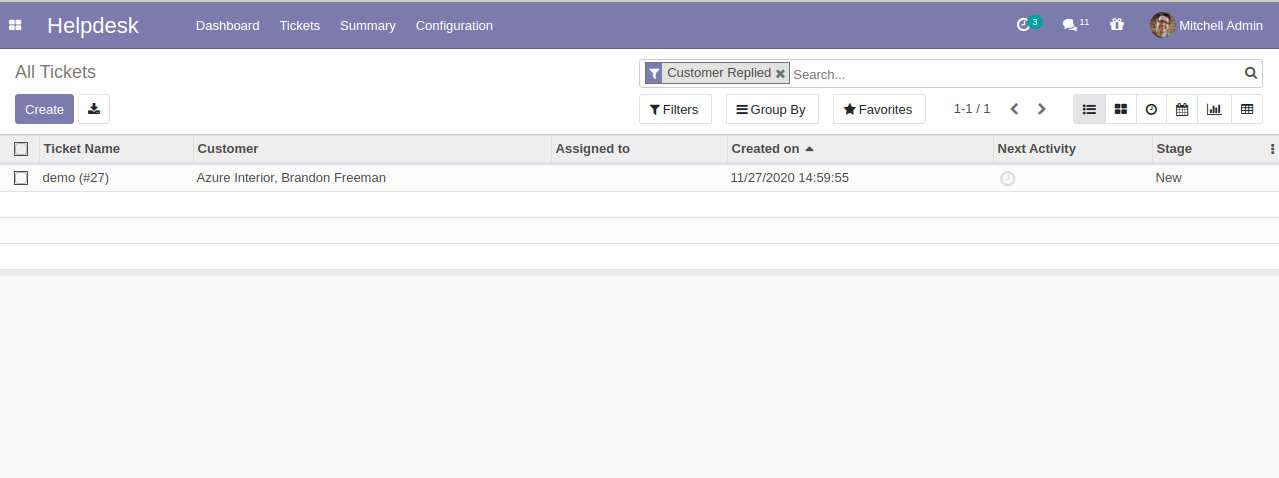 Helpdesk Dashboard Tickets Summary Configuration 3 11 Mitchell Admin
All Tickets Customer Replied Search...
Create Filters Group By Favorites 1-1 / 1
Ticket Name Customer Assigned to Created on Next Activity Stage
demo (#27) Azure Interior, Brandon Freeman 11/27/2020 14:59:55 New